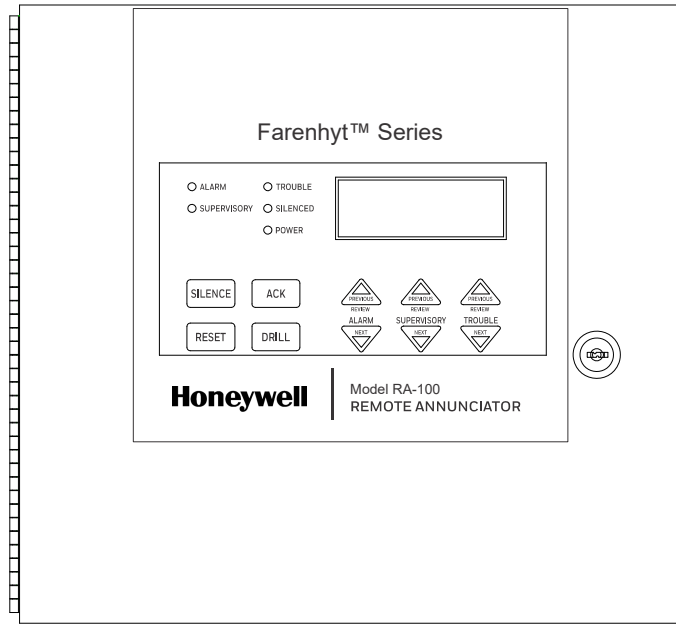 Farenhyt™ Series
ALARM TROUBLE
SUPERVISORY SILENCED
POWER
SILENCE ACK
PREVIOUS PREVIOUS PREVIOUS
REVIEW REVIEW REVIEW
ALARM SUPERVISORY TROUBLE
RESET DRILL
NEXT NEXT NEXT
Honeywell
Model RA-100
REMOTE ANNUNCIATOR